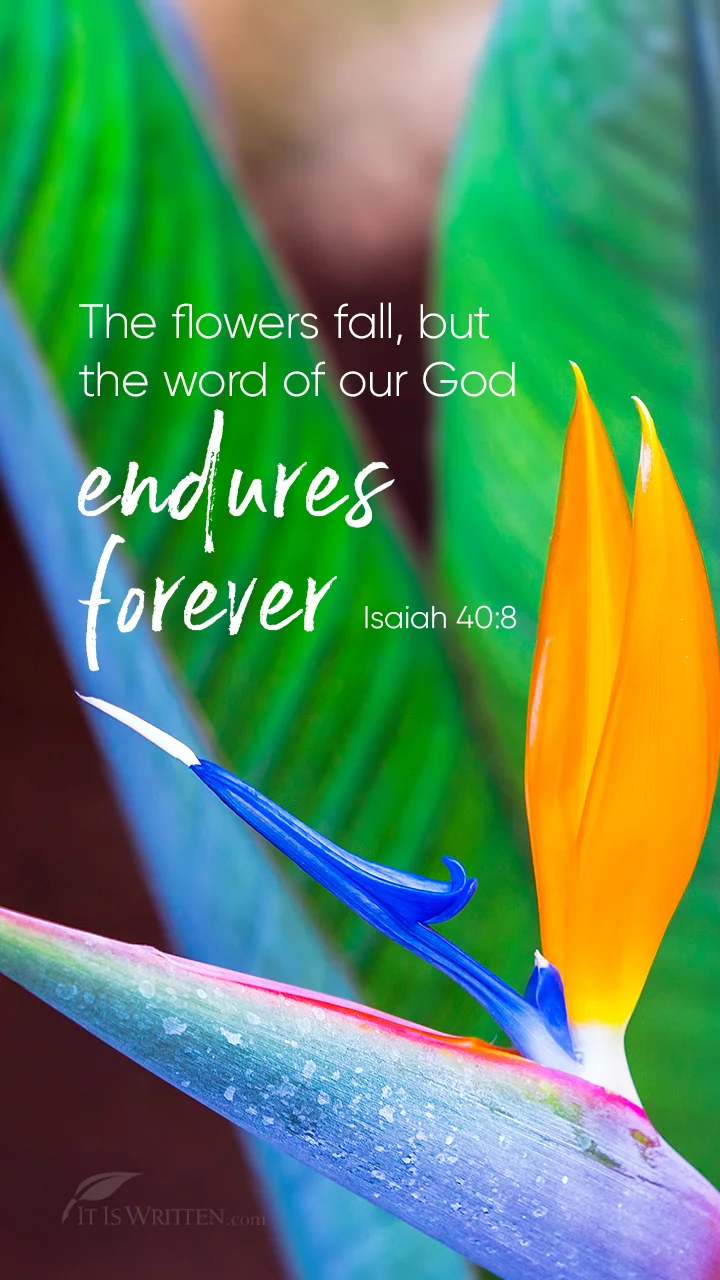 The flowers fall, but
the word of our God
endures
forever Isaiah 40:8
IT IS WRITTEN.com